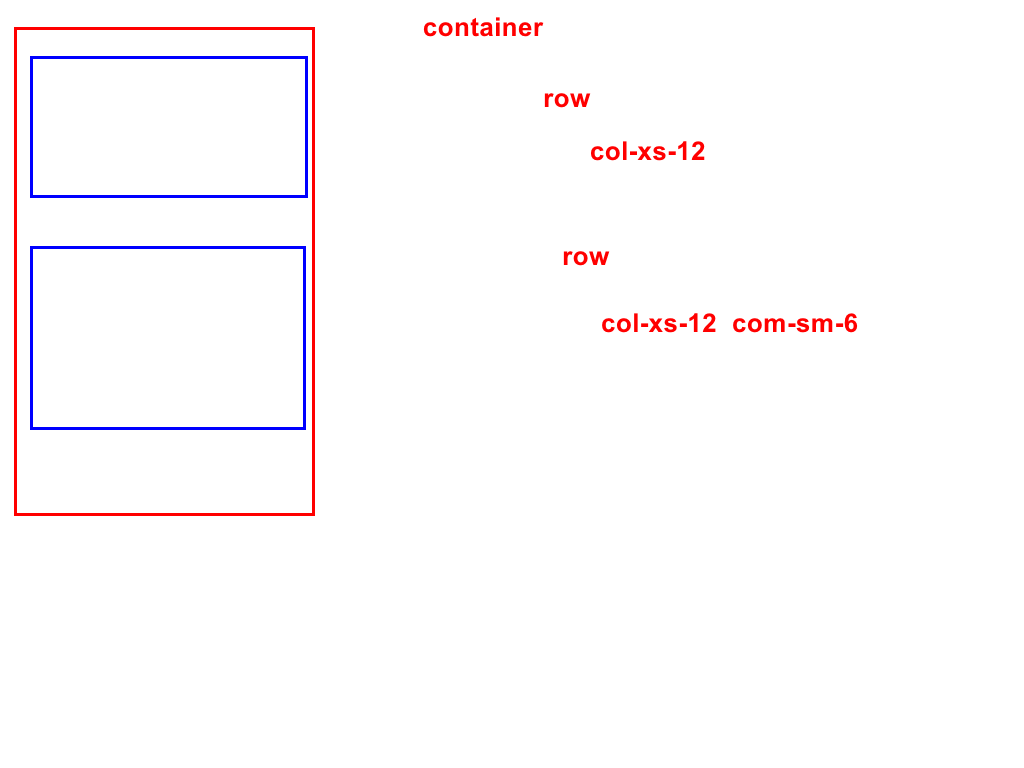 container
row
col-xs-12
row
col-xs-12 com-sm-6